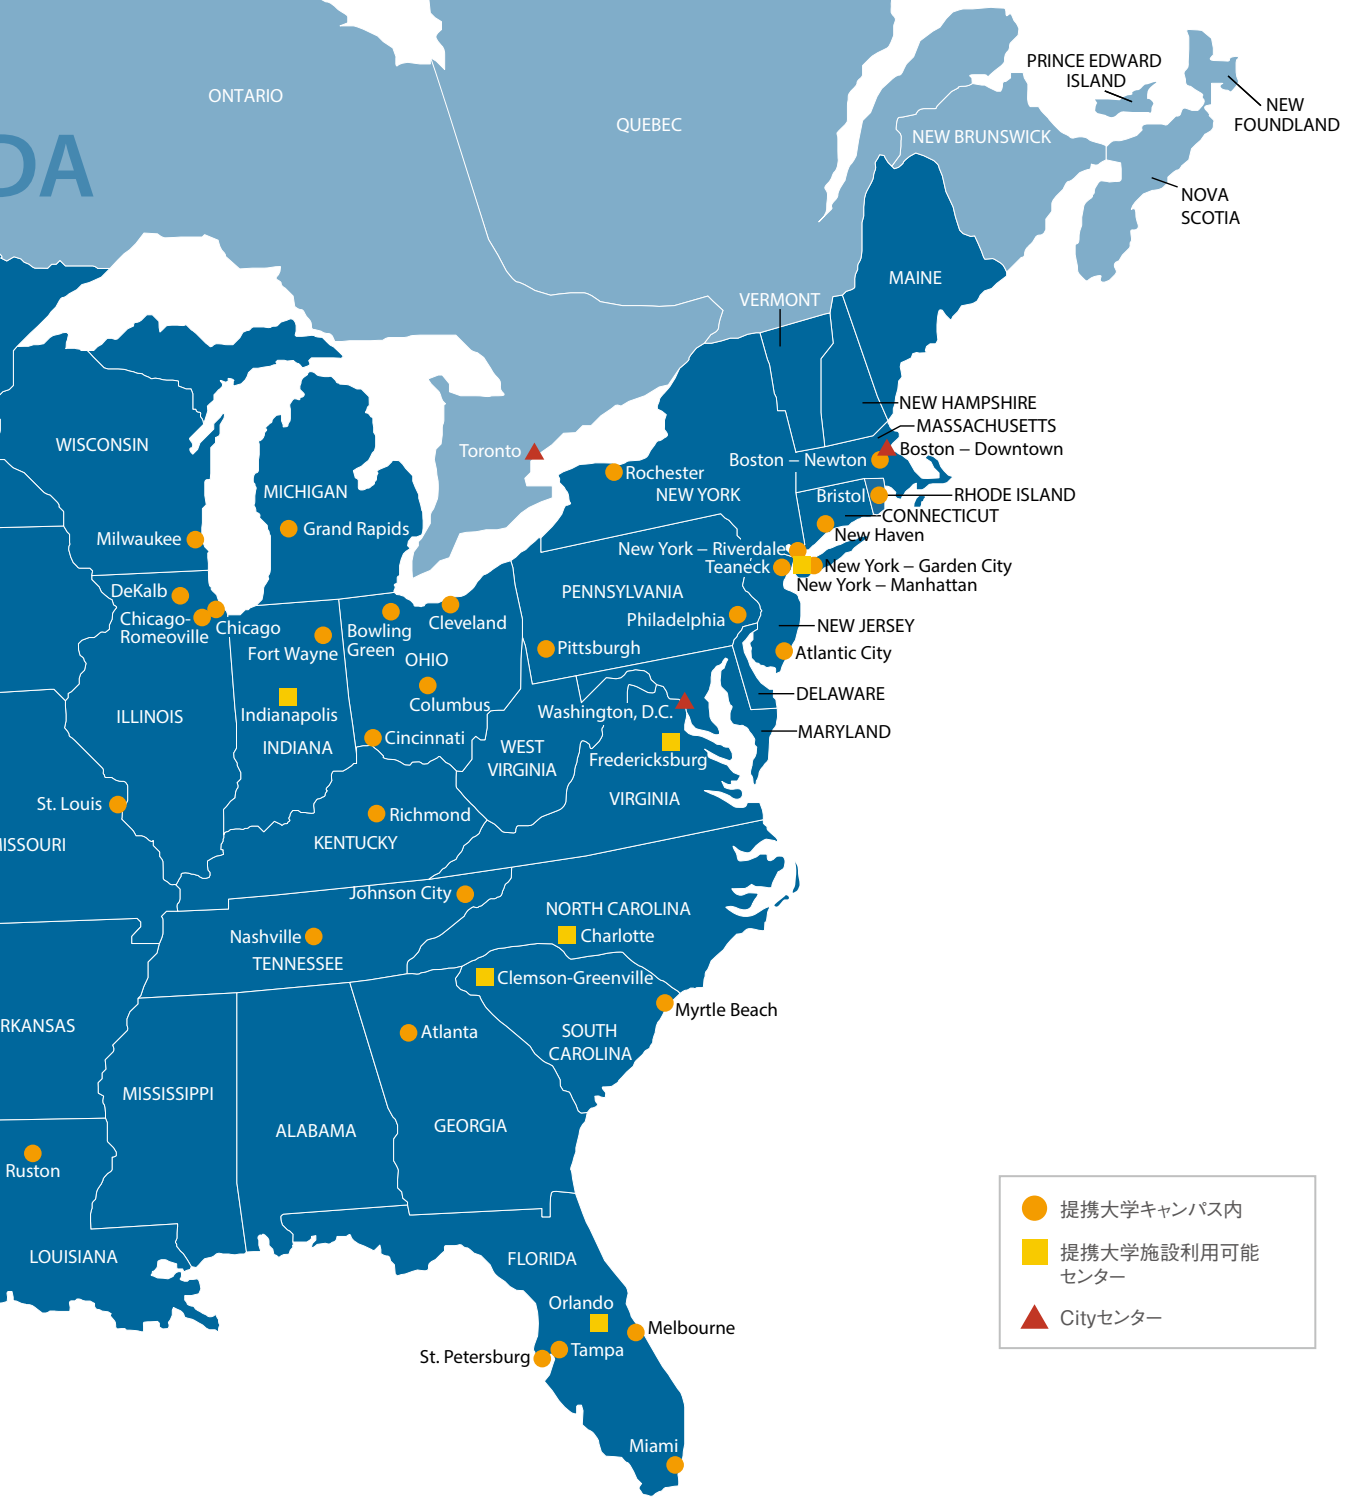 PRINCE EDWARD
ISLAND
ONTARIO
NEW
FOUNDLAND
QUEBEC
NEW BRUNSWICK
DA
NOVA
SCOTIA
MAINE
VERMONT
NEW HAMPSHIRE
MASSACHUSETTS
WISCONSIN
Toronto
Boston – Downtown
Boston – Newton
Rochester
MICHIGAN
NEW YORK
Bristol
RHODE ISLAND
CONNECTICUT
Grand Rapids
New Haven
Milwaukee
New York – Riverdale
Teaneck
New York – Garden City
New York – Manhattan
DeKalb
PENNSYLVANIA
Chicago-
Romeoville
Chicago
Bowling
Green
Cleveland
Philadelphia
NEW JERSEY
Fort Wayne
OHIO
Pittsburgh
Atlantic City
DELAWARE
Columbus
Indianapolis
ILLINOIS
Washington, D.C.
MARYLAND
Cincinnati
INDIANA
WEST
VIRGINIA
Fredericksburg
VIRGINIA
St. Louis
Richmond
KENTUCKY
ISSOURI
Johnson City
NORTH CAROLINA
Nashville
Charlotte
TENNESSEE
Clemson-Greenville
Myrtle Beach
RKANSAS
Atlanta
SOUTH
CAROLINA
MISSISSIPPI
ALABAMA
GEORGIA
Ruston
LOUISIANA
FLORIDA
Orlando
Melbourne
Tampa
St. Petersburg
Miami
提携大学キャンパス内
提携大学施設利用可能
センター
Cityセンター